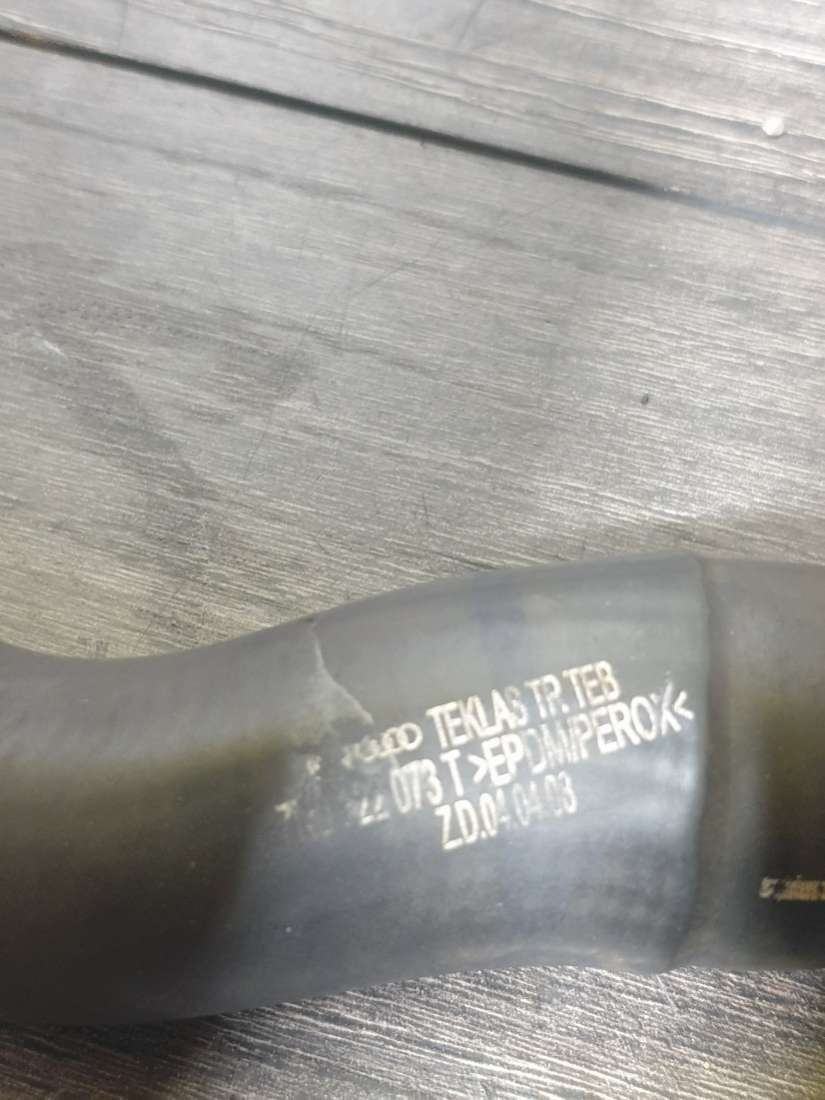 TEKLAS TR. TEB
073 T >EPDM/PEROX<
Z.D.04.04.03